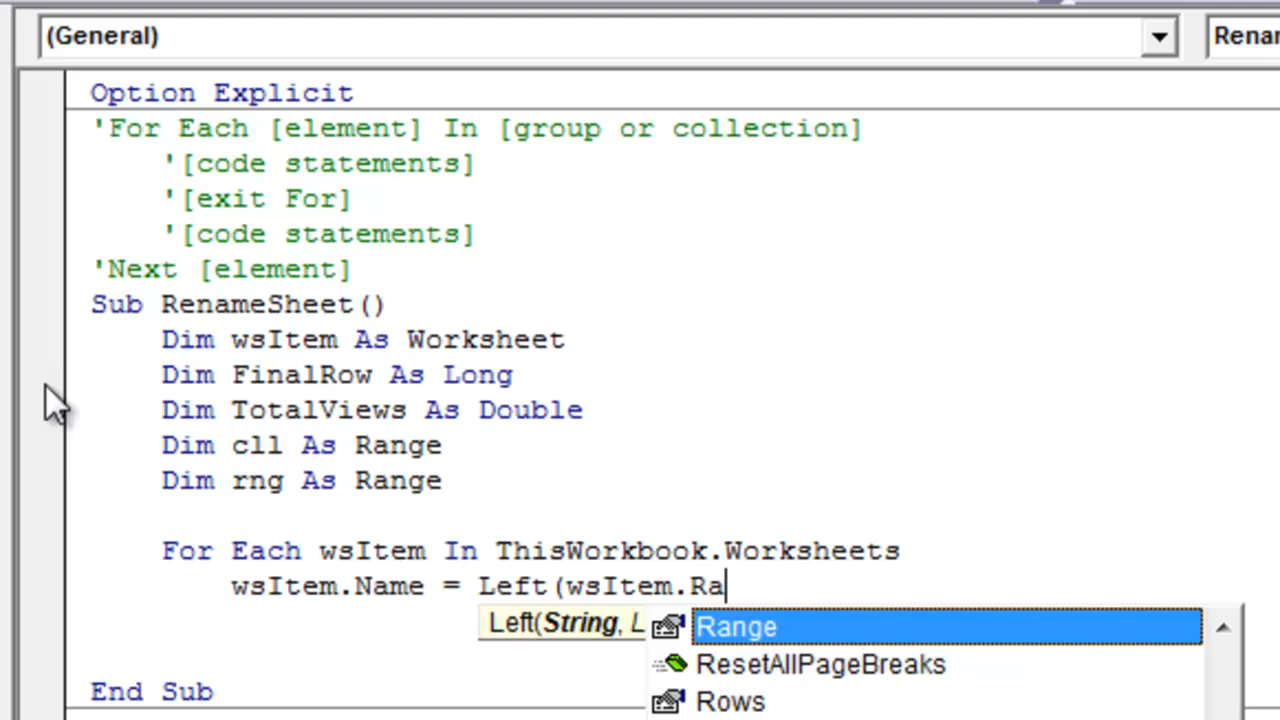 (General)
Option Explicit
'For Each [element] In [group or collection]
'[code statements]
'[exit For]
'[code statements]
'Next [element]
Sub RenameSheet()
Dim wsItem As Worksheet
Dim FinalRow As Long
Dim TotalViews As Double
Dim cll As Range
Dim rng As Range
For Each wsItem In ThisWorkbook.Worksheets
wsItem.Name = Left(wsItem.Ra
Left(String, L
Range
ResetAllPageBreaks
Rows
End Sub